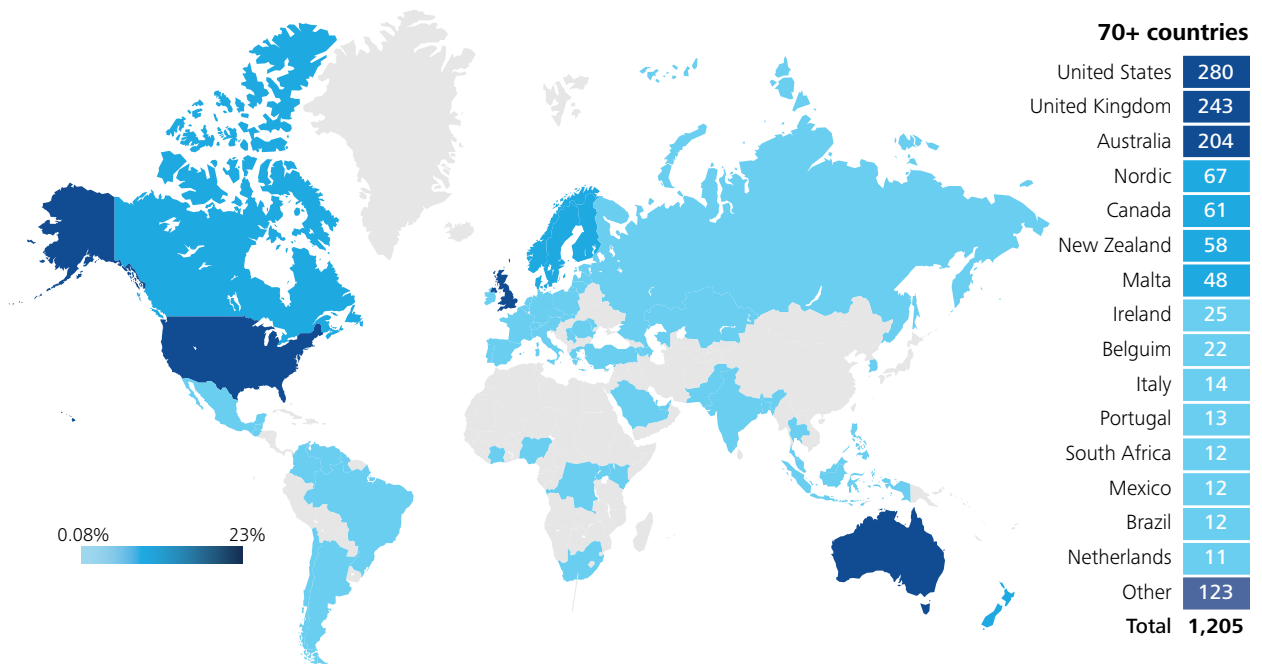 70+ countries
United States 280
United Kingdom 243
Australia 204
Nordic 67
Canada 61
New Zealand 58
Malta 48
Ireland 25
Belguim 22
Italy 14
Portugal 13
South Africa 12
Mexico 12
Brazil 12
Netherlands 11
Other 123
Total 1,205
0.08% 23%